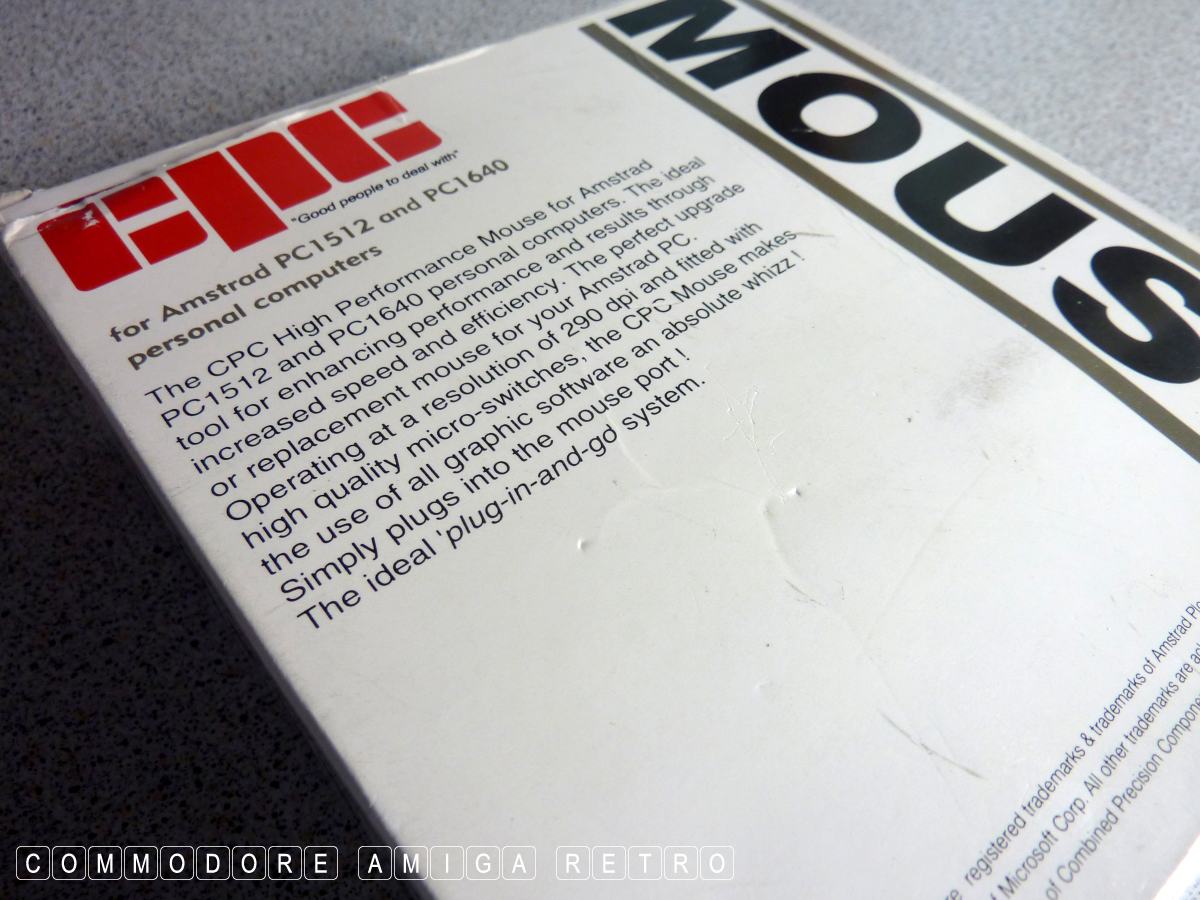 MOUS
CPC
"Good people to deal with"
for Amstrad PC1512 and PC1640
personal computers
The CPC High Performance Mouse for Amstrad
PC1512 and PC1640 personal computers. The ideal
tool for enhancing performance and results through
increased speed and efficiency. The perfect upgrade
or replacement mouse for your Amstrad PC.
Operating at a resolution of 290 dpi and fitted with
high quality micro-switches, the CPC Mouse makes
the use of all graphic software an absolute whizz !
Simply plugs into the mouse port !
The ideal 'plug-in-and-go' system.
registered trademarks & trademarks of Amstrad
Microsoft Corp. All other trademarks are
of Combined Precision
COMMODORE AMIGA RETRO